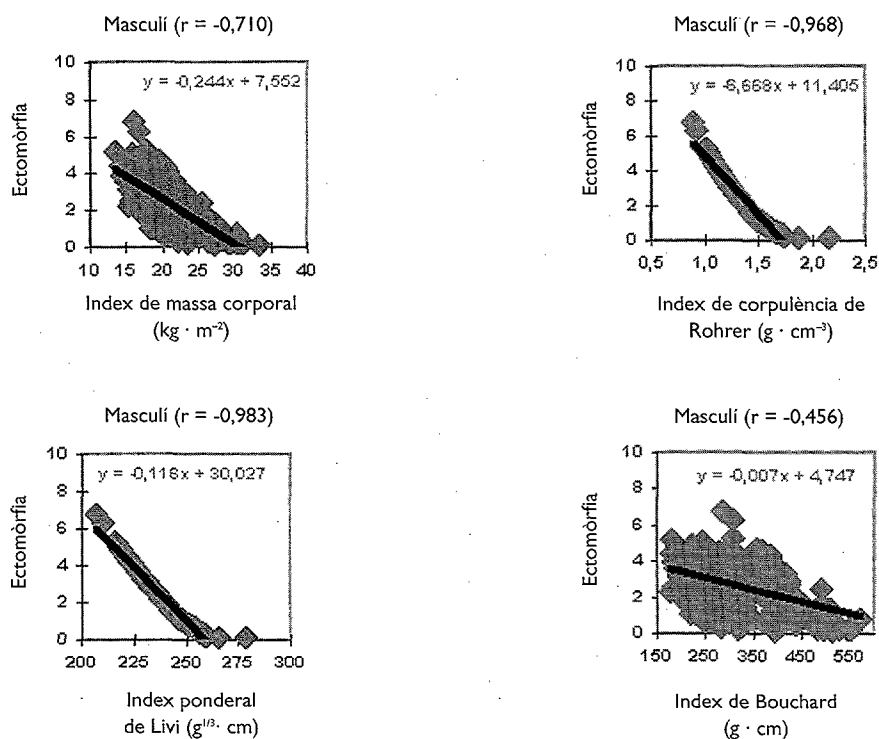 Masculí (r = -0,710)
y = -0,244x + 7,552
Ectomòrfia
10
8
6
4
2
0
10 15 20 25 30 35 40
Index de massa corporal
(kg · m⁻²)
Masculí (r = -0,968)
y = -6,668x + 11,405
Ectomòrfia
10
8
6
4
2
0
0,5 1,0 1,5 2,0 2,5
Index de corpulència de
Rohrer (g · cm⁻³)
Masculí (r = -0,983)
y = -0,116x + 30,027
Ectomòrfia
10
8
6
4
2
0
200 225 250 275 300
Index ponderal
de Livi (g¹ᐟ³· cm)
Masculí (r = -0,456)
y = -0,007x + 4,747
Ectomòrfia
10
8
6
4
2
0
150 250 350 450 550
Index de Bouchard
(g · cm)